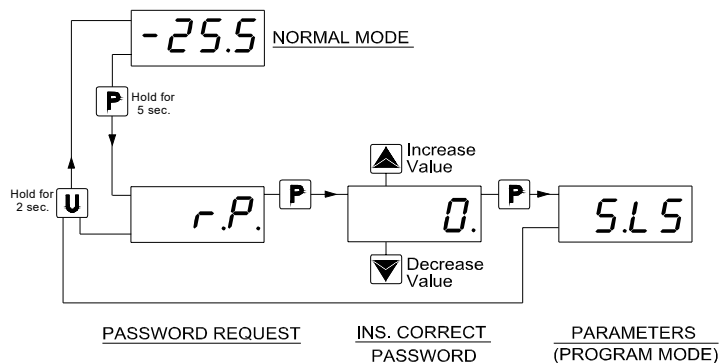 -25.5
NORMAL MODE
P
Hold for
5 sec.
Increase
Value
Hold for
2 sec.
U
r.P.
P
0.
P
S.LS
Decrease
Value
PASSWORD REQUEST
INS. CORRECT
PASSWORD
PARAMETERS
(PROGRAM MODE)